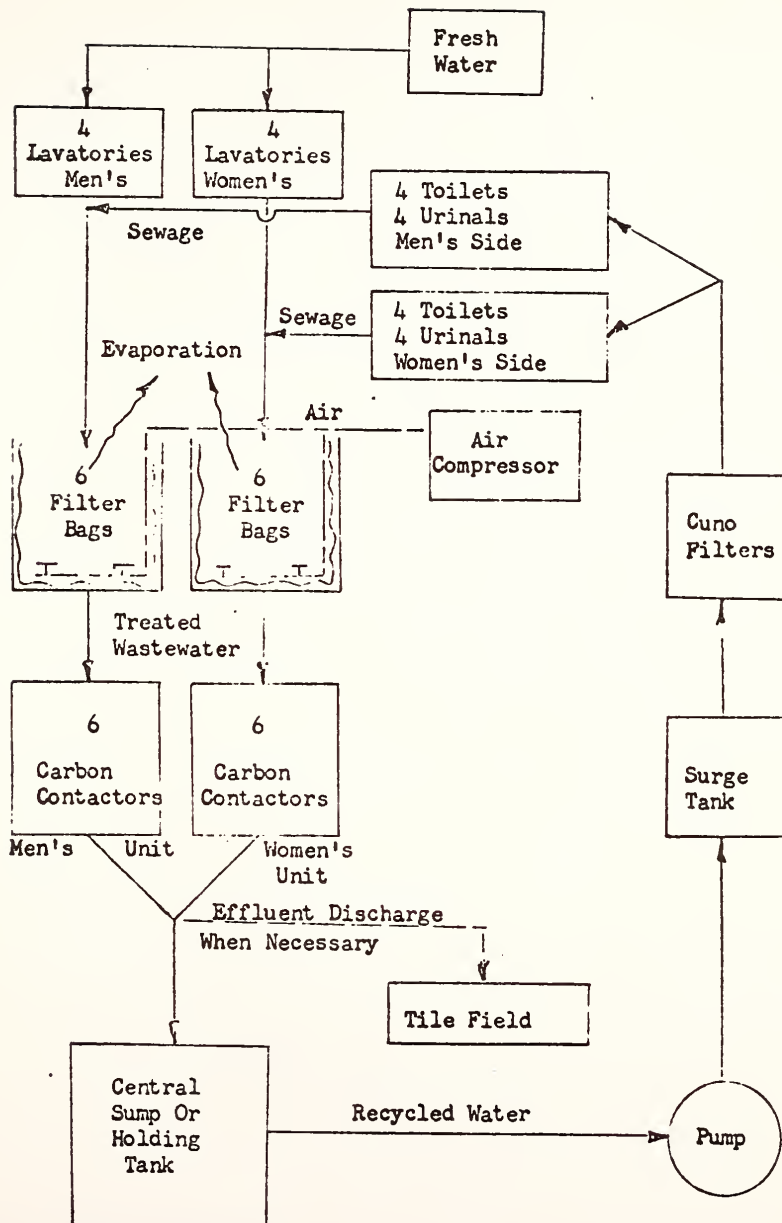 Fresh
Water
4
Lavatories
Men's
4
Lavatories
Women's
4 Toilets
4 Urinals
Men's Side
Sewage
4 Toilets
4 Urinals
Women's Side
Sewage
Evaporation
Air
Air
Compressor
6
Filter
Bags
6
Filter
Bags
Cuno
Filters
Treated
Wastewater
6
Carbon
Contactors
6
Carbon
Contactors
Surge
Tank
Men's Unit
Women's
Unit
Effluent Discharge
When Necessary
Tile Field
Central
Sump Or
Holding
Tank
Recycled Water
Pump